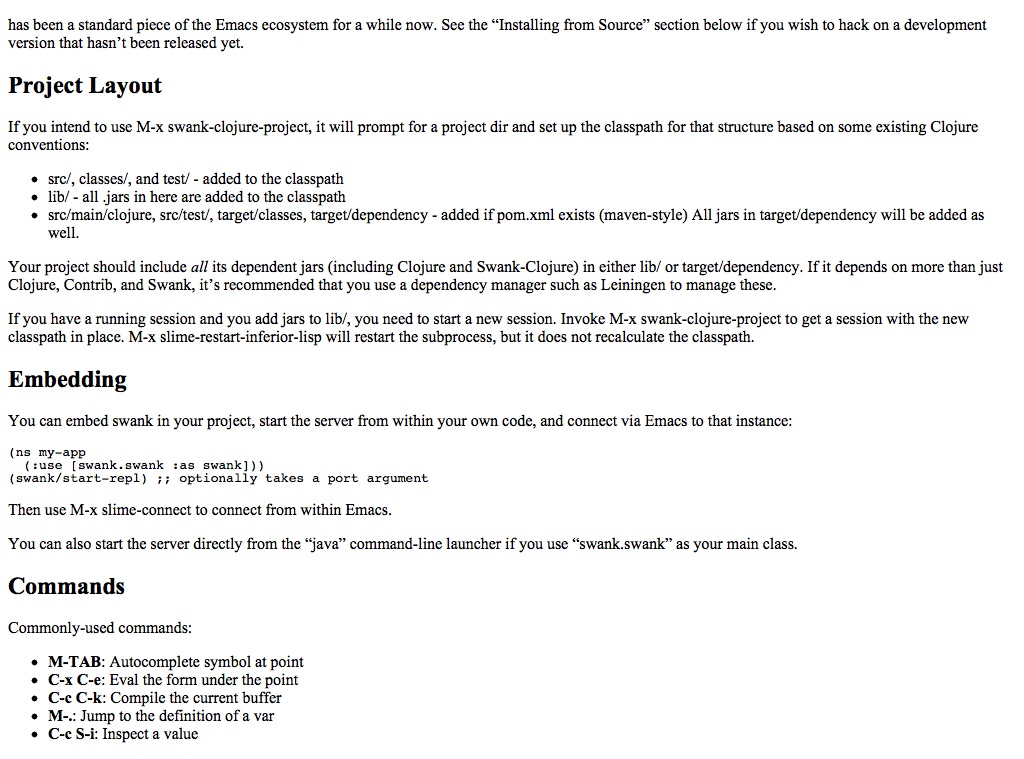 has been a standard piece of the Emacs ecosystem for a while now. See the “Installing from Source” section below if you wish to hack on a development
version that hasn’t been released yet.
Project Layout
If you intend to use M-x swank-clojure-project, it will prompt for a project dir and set up the classpath for that structure based on some existing Clojure
conventions:
• src/, classes/, and test/ - added to the classpath
• lib/ - all .jars in here are added to the classpath
• src/main/clojure, src/test/, target/classes, target/dependency - added if pom.xml exists (maven-style) All jars in target/dependency will be added as
well.
Your project should include all its dependent jars (including Clojure and Swank-Clojure) in either lib/ or target/dependency. If it depends on more than just
Clojure, Contrib, and Swank, it’s recommended that you use a dependency manager such as Leiningen to manage these.
If you have a running session and you add jars to lib/, you need to start a new session. Invoke M-x swank-clojure-project to get a session with the new
classpath in place. M-x slime-restart-inferior-lisp will restart the subprocess, but it does not recalculate the classpath.
Embedding
You can embed swank in your project, start the server from within your own code, and connect via Emacs to that instance:
(ns my-app
  (:use [swank.swank :as swank]))
(swank/start-repl) ;; optionally takes a port argument
Then use M-x slime-connect to connect from within Emacs.
You can also start the server directly from the “java” command-line launcher if you use “swank.swank” as your main class.
Commands
Commonly-used commands:
• M-TAB: Autocomplete symbol at point
• C-x C-e: Eval the form under the point
• C-c C-k: Compile the current buffer
• M-.: Jump to the definition of a var
• C-c S-i: Inspect a value